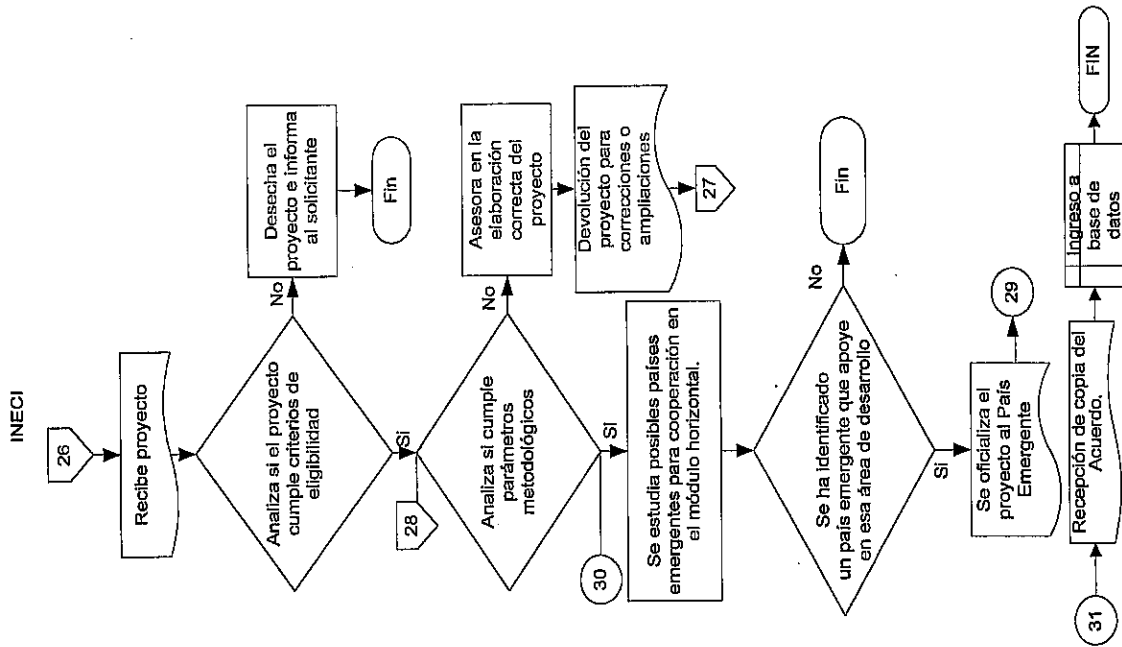 INECI
26
Recibe proyecto
Analiza si el proyecto
cumple criterios de
eligibilidad
No
Desecha el
proyecto e informa
al solicitante
Fin
Si
28
Analiza si cumple
parámetros
metodológicos
No
Asesora en la
elaboración
correcta del
proyecto
Devolución del
proyecto para
correcciones o
ampliaciones
27
Si
30
Se estudia posibles países
emergentes para cooperación en
el módulo horizontal.
Se ha identificado
un país emergente que apoye
en esa área de desarrollo
No
Fin
Si
Se oficializa el
proyecto al País
Emergente
29
31
Recepción de copia del
Acuerdo.
Ingreso a
base de
datos
FIN